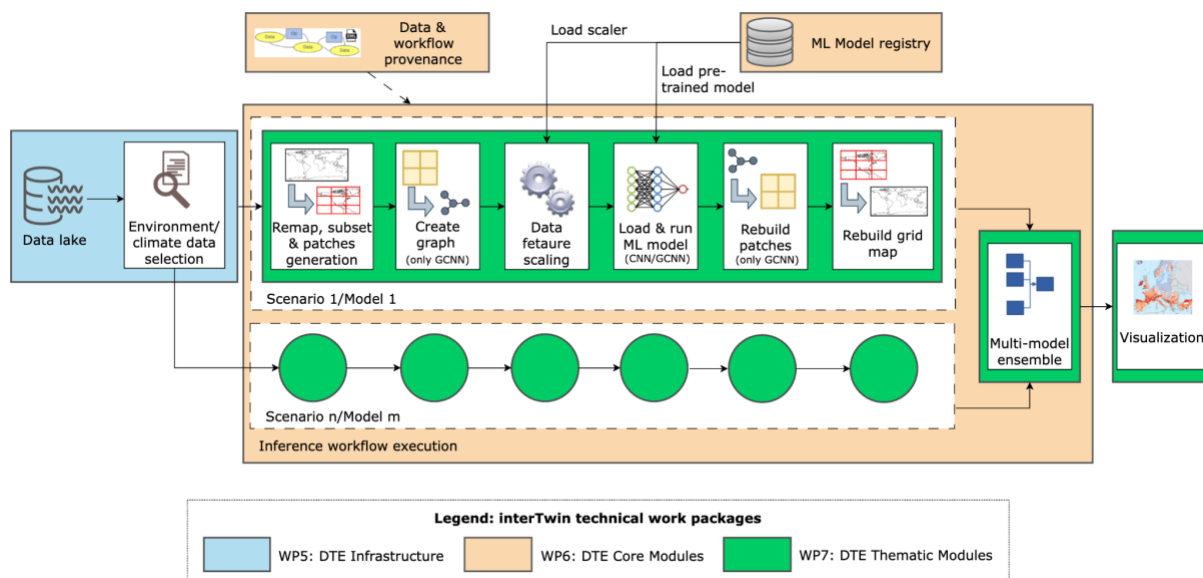 Data &
workflow
provenance
Load scaler
ML Model registry
Load pre-
trained model
Data lake
Environment/
climate data
selection
Remap, subset
& patches
generation
Create
graph
(only GCNN)
Data
fetaure
scaling
Load & run
ML model
(CNN/GCNN)
Rebuild
patches
(only GCNN)
Rebuild grid
map
Scenario 1/Model 1
Multi-model
ensemble
Visualization
Scenario n/Model m
Inference workflow execution
Legend: interTwin technical work packages
WP5: DTE Infrastructure
WP6: DTE Core Modules
WP7: DTE Thematic Modules